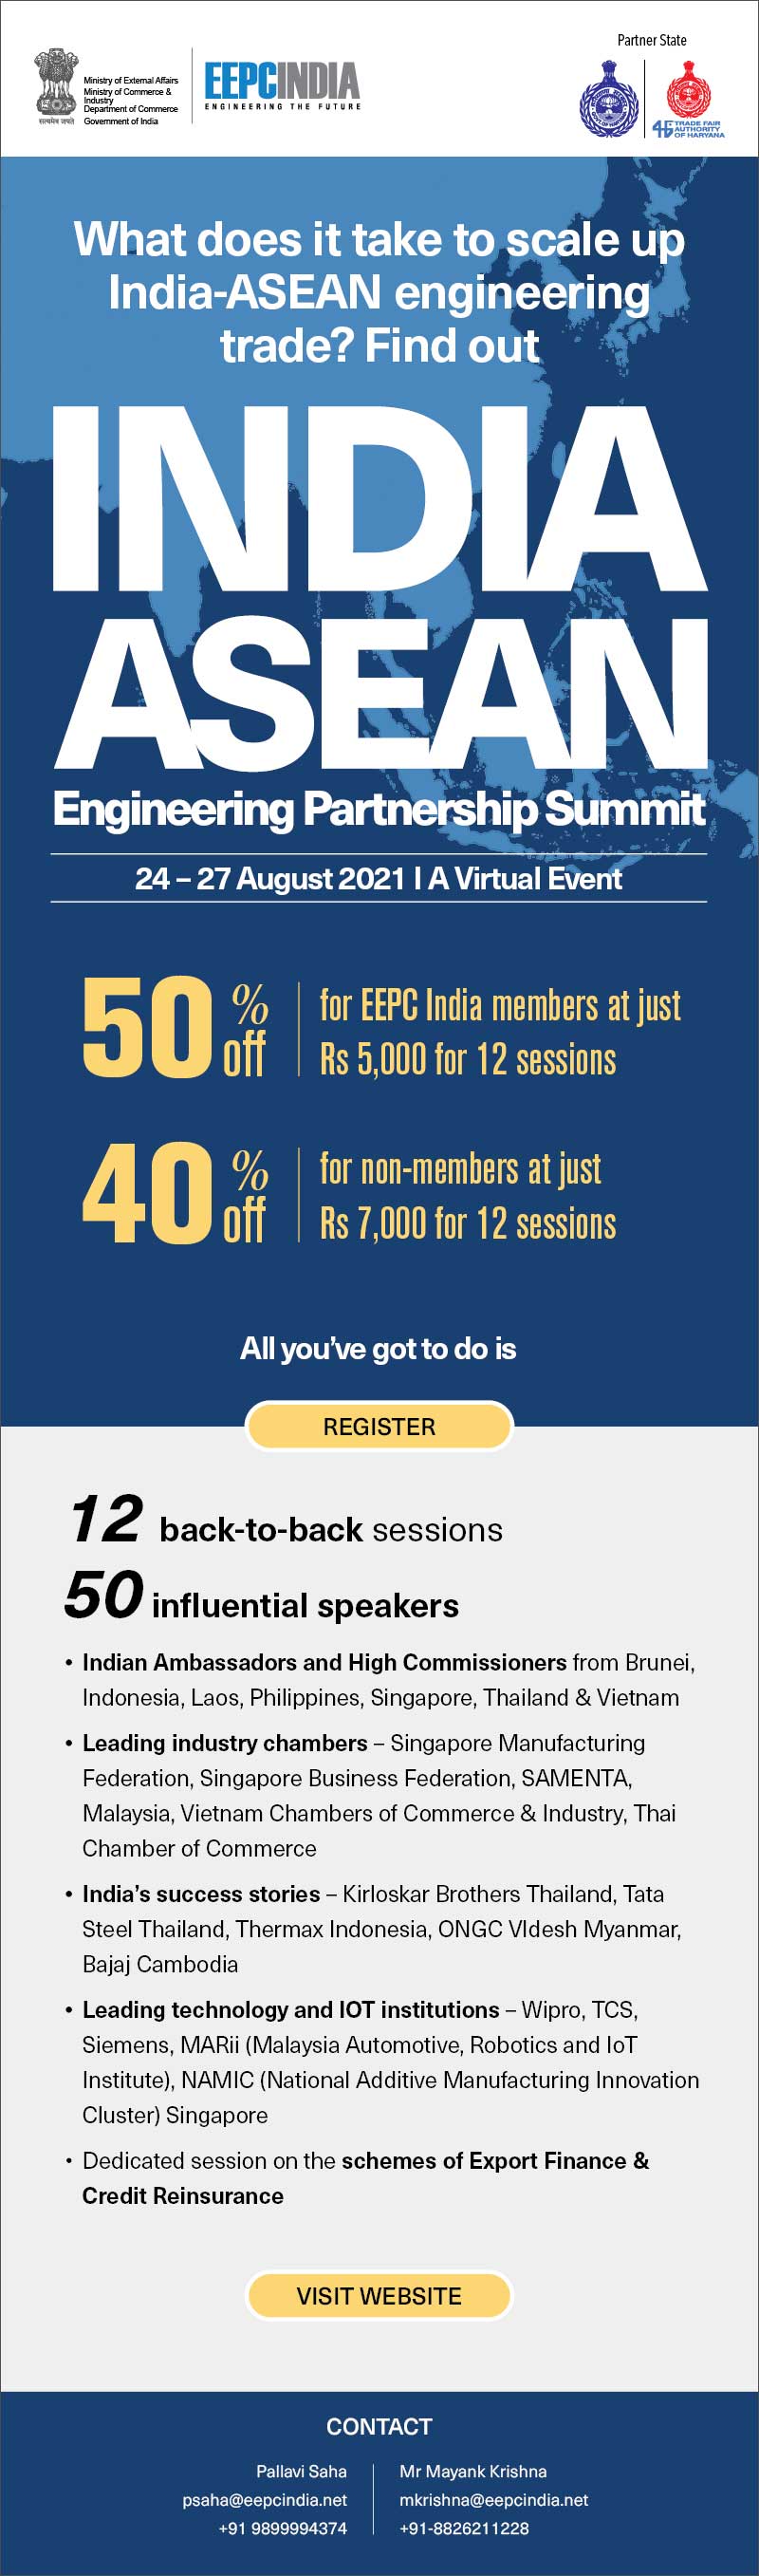 Partner State
Ministry of External Affairs
Ministry of Commerce &
Industry
Department of Commerce
Government of India
सत्यमेव जयते
EEPCINDIA
ENGINEERING THE FUTURE
TRADE FAIR
AUTHORITY
OF HARYANA
What does it take to scale up
India-ASEAN engineering
trade? Find out
INDIA
ASEAN
Engineering Partnership Summit
24 – 27 August 2021 I A Virtual Event
50 % off
for EEPC India members at just
Rs 5,000 for 12 sessions
40 % off
for non-members at just
Rs 7,000 for 12 sessions
All you’ve got to do is
REGISTER
12 back-to-back sessions
50 influential speakers
• Indian Ambassadors and High Commissioners from Brunei,
Indonesia, Laos, Philippines, Singapore, Thailand & Vietnam
• Leading industry chambers – Singapore Manufacturing
Federation, Singapore Business Federation, SAMENTA,
Malaysia, Vietnam Chambers of Commerce & Industry, Thai
Chamber of Commerce
• India’s success stories – Kirloskar Brothers Thailand, Tata
Steel Thailand, Thermax Indonesia, ONGC VIdesh Myanmar,
Bajaj Cambodia
• Leading technology and IOT institutions – Wipro, TCS,
Siemens, MARii (Malaysia Automotive, Robotics and IoT
Institute), NAMIC (National Additive Manufacturing Innovation
Cluster) Singapore
• Dedicated session on the schemes of Export Finance &
Credit Reinsurance
VISIT WEBSITE
CONTACT
Pallavi Saha
psaha@eepcindia.net
+91 9899994374
Mr Mayank Krishna
mkrishna@eepcindia.net
+91-8826211228